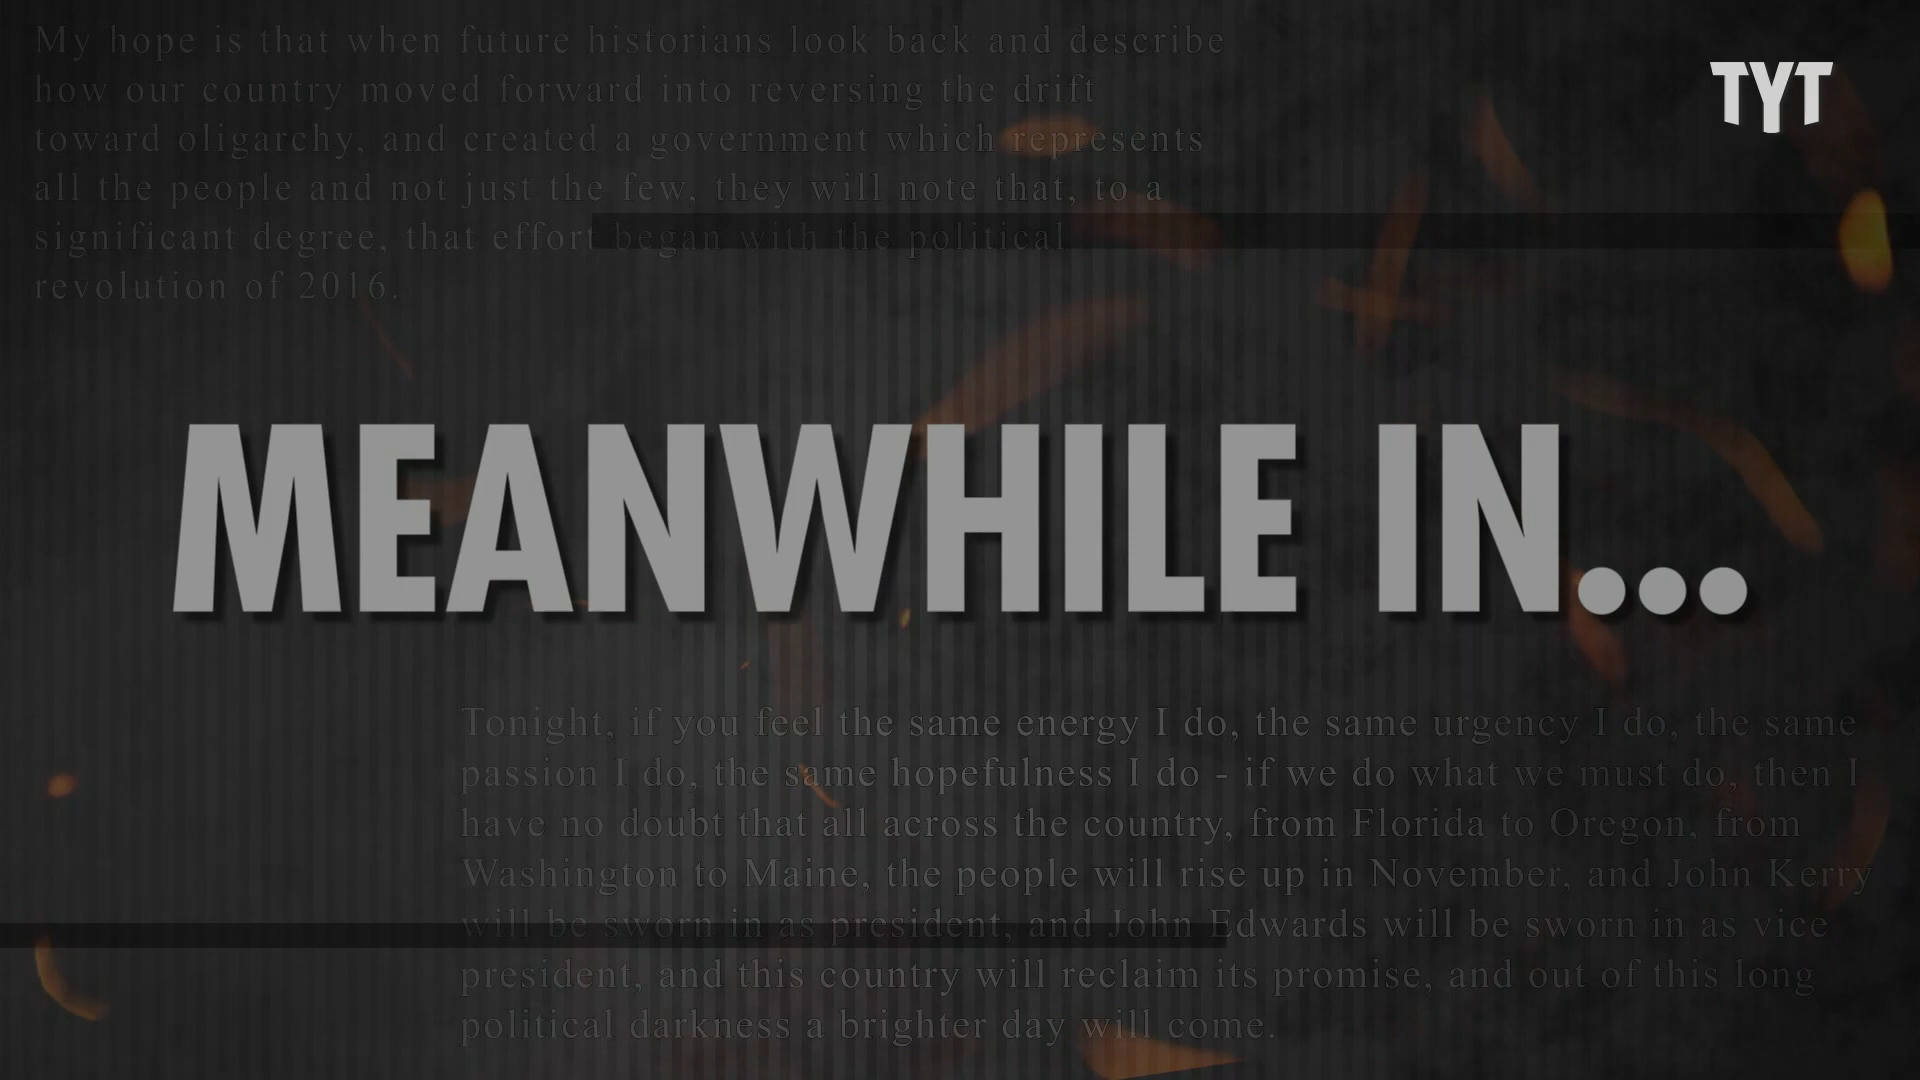 My hope is that when future historians look back and describe
how our country moved forward into reversing the drift
toward oligarchy, and created a government which represents
all the people and not just the few, they will note that, to a
significant degree, that effort began with the political
revolution of 2016.
TYT
MEANWHILE IN...
Tonight, if you feel the same energy I do, the same urgency I do, the same
passion I do, the same hopefulness I do - if we do what we must do, then I
have no doubt that all across the country, from Florida to Oregon, from
Washington to Maine, the people will rise up in November, and John Kerry
will be sworn in as president, and John Edwards will be sworn in as vice
president, and this country will reclaim its promise, and out of this long
political darkness a brighter day will come.